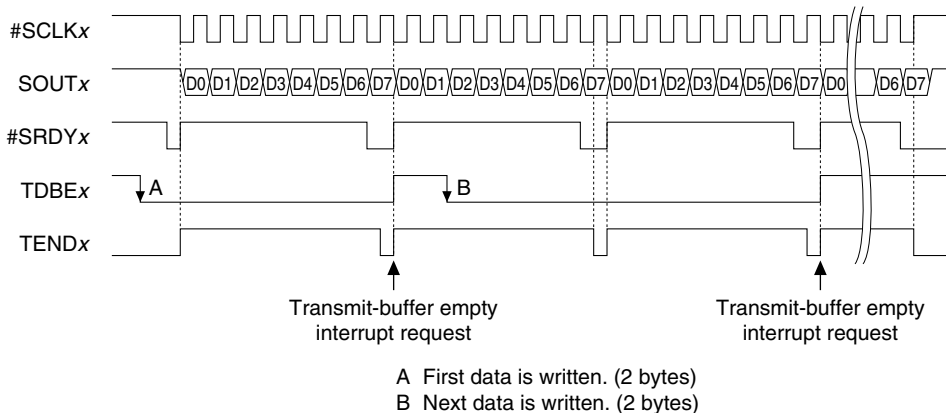 #SCLKx
SOUTx D0 D1 D2 D3 D4 D5 D6 D7 D0 D1 D2 D3 D4 D5 D6 D7 D0 D1 D2 D3 D4 D5 D6 D7 D0 D6 D7
#SRDYx
TDBEx A B
TENDx
Transmit-buffer empty
interrupt request
Transmit-buffer empty
interrupt request
A First data is written. (2 bytes)
B Next data is written. (2 bytes)